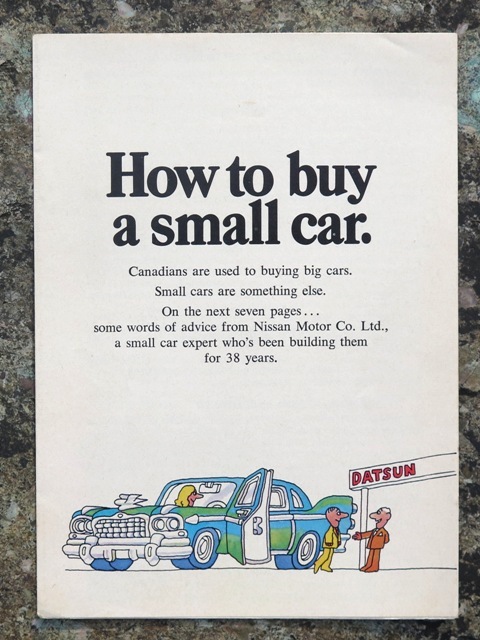 How to buy
a small car.
Canadians are used to buying big cars.
Small cars are something else.
On the next seven pages...
some words of advice from Nissan Motor Co. Ltd.,
a small car expert who's been building them
for 38 years.
DATSUN